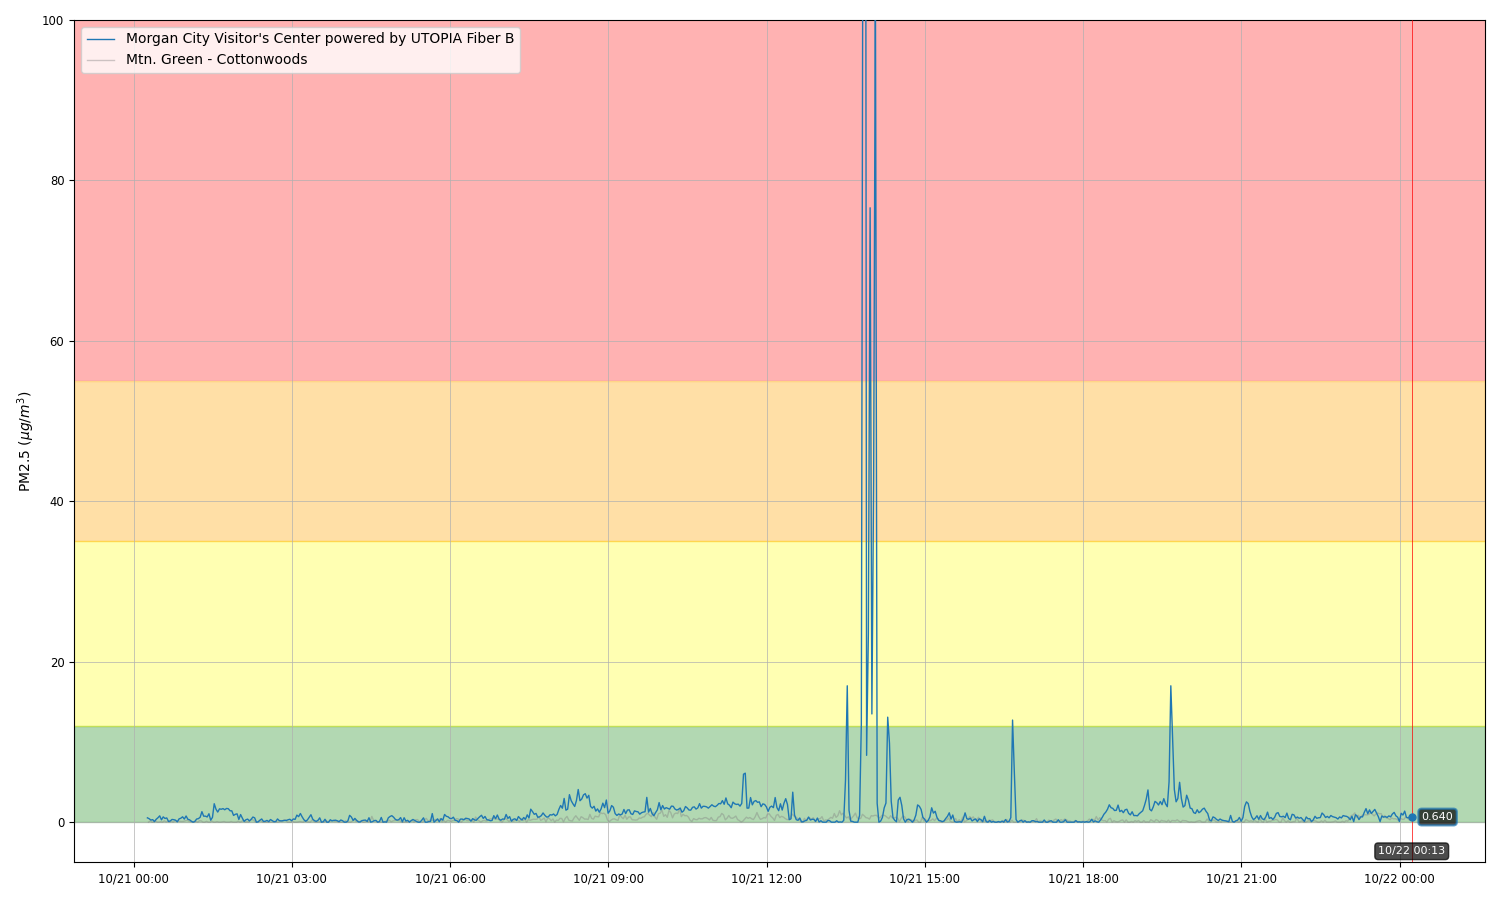 100
Morgan City Visitor's Center powered by UTOPIA Fiber B
Mtn. Green - Cottonwoods
80
60
PM2.5 (μg/m³)
40
20
0
0.640
10/22 00:13
10/21 00:00 10/21 03:00 10/21 06:00 10/21 09:00 10/21 12:00 10/21 15:00 10/21 18:00 10/21 21:00 10/22 00:00